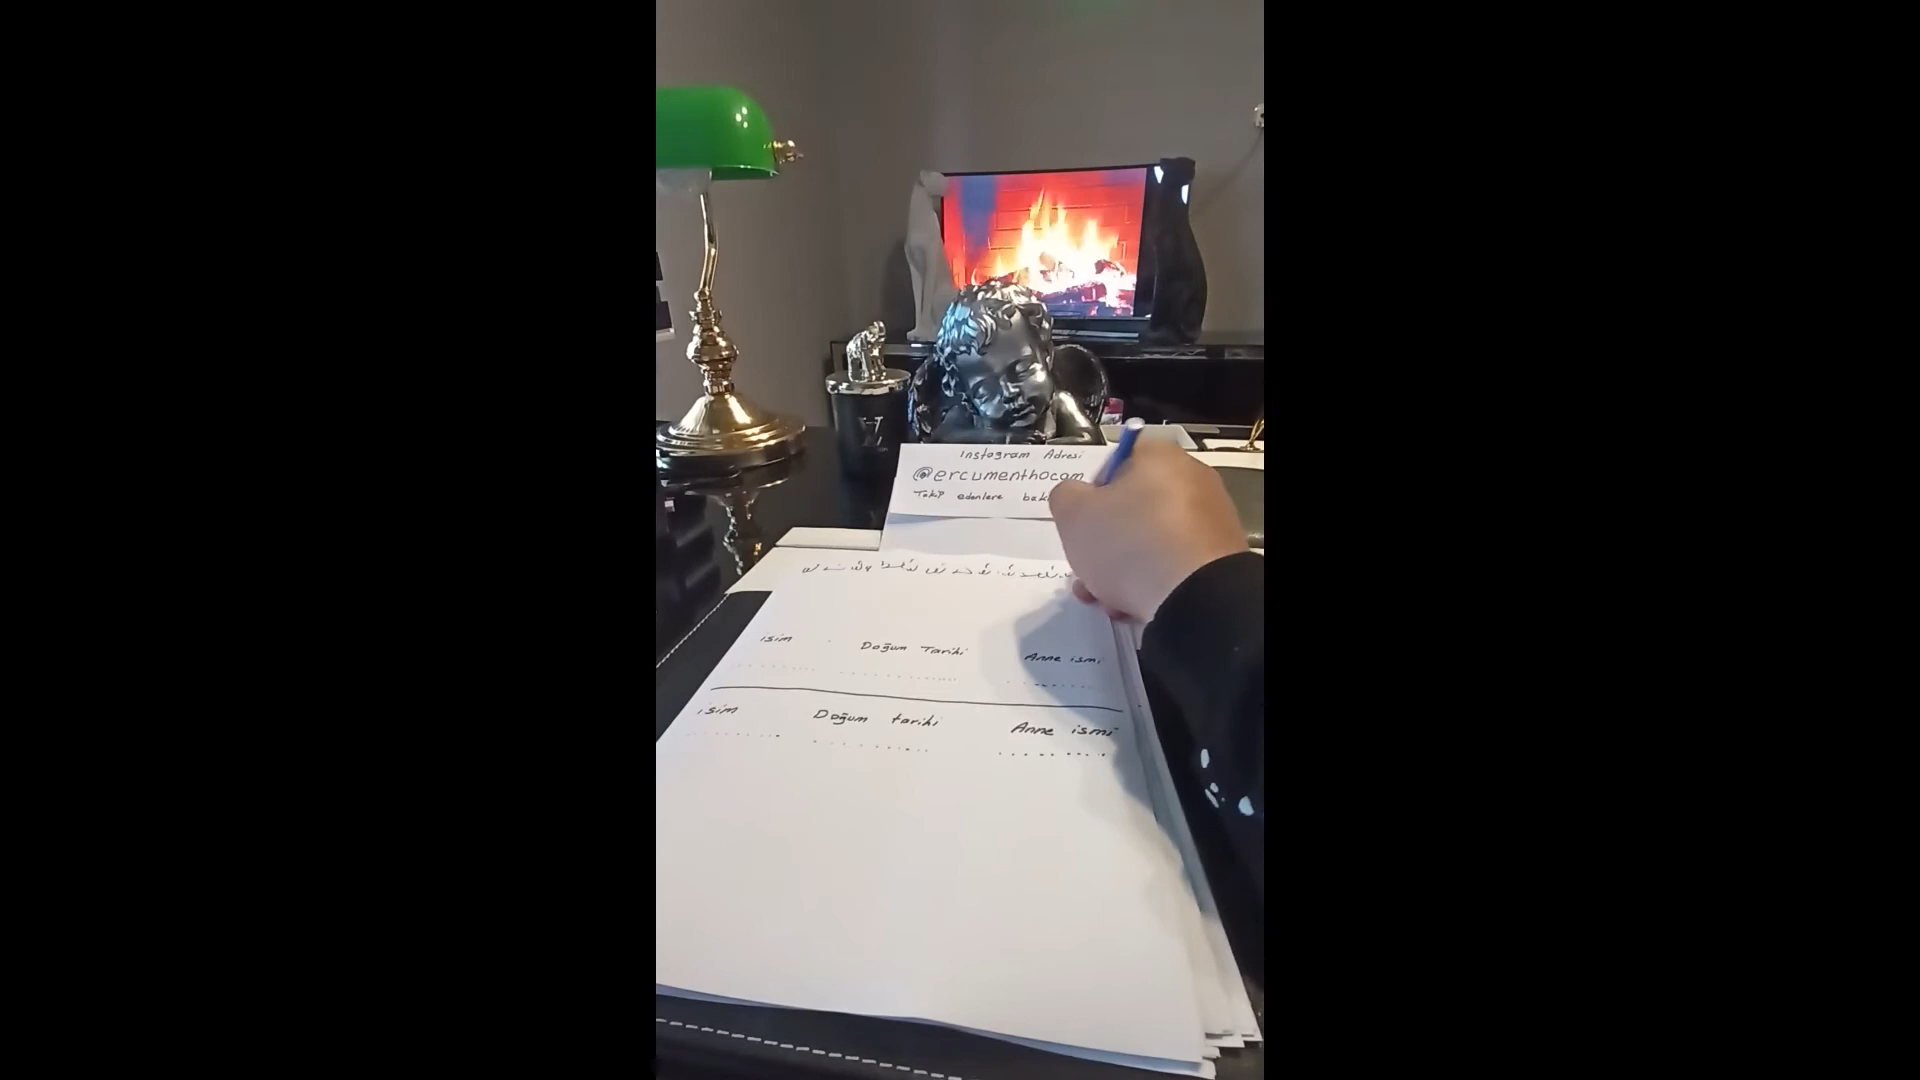 Instagram Adresi
@ercumenthocam
Takip edenlere
isim Doğum Tarihi Anne ismi
isim Doğum tarihi Anne ismi